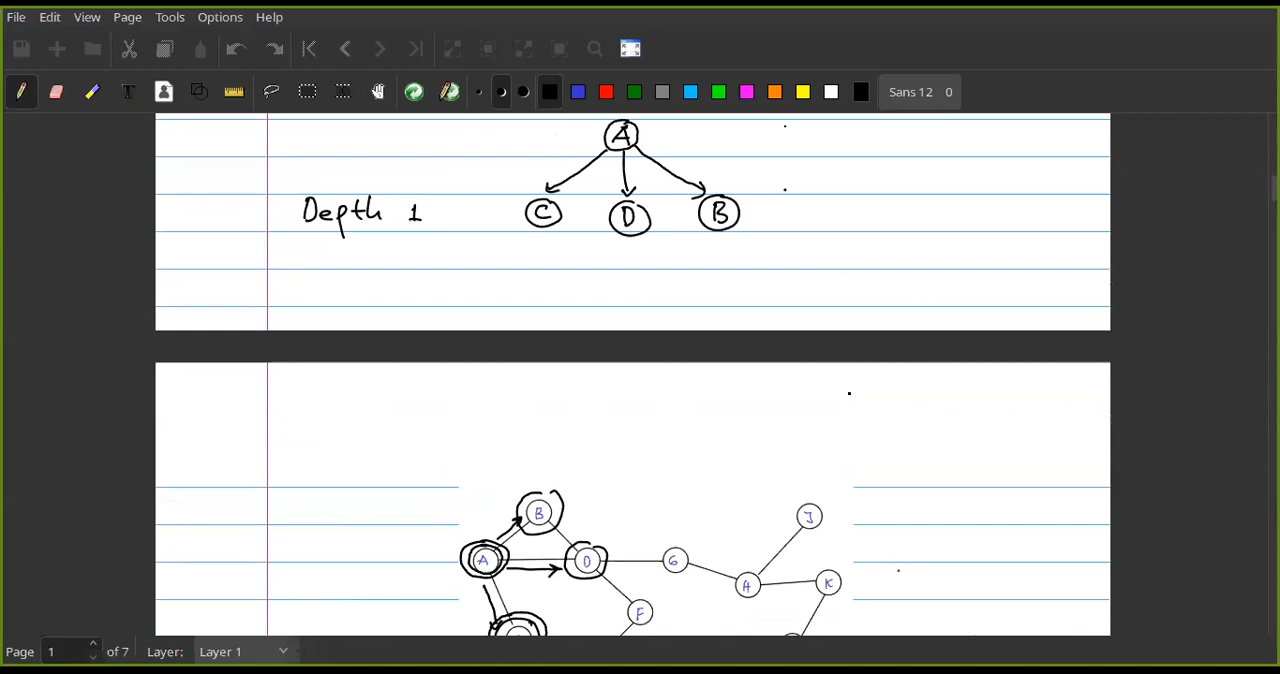 File Edit View Page Tools Options Help
Sans 12 0
A
Depth 1 C D B
B J
A D G H K
F
Page 1 of 7 Layer: Layer 1